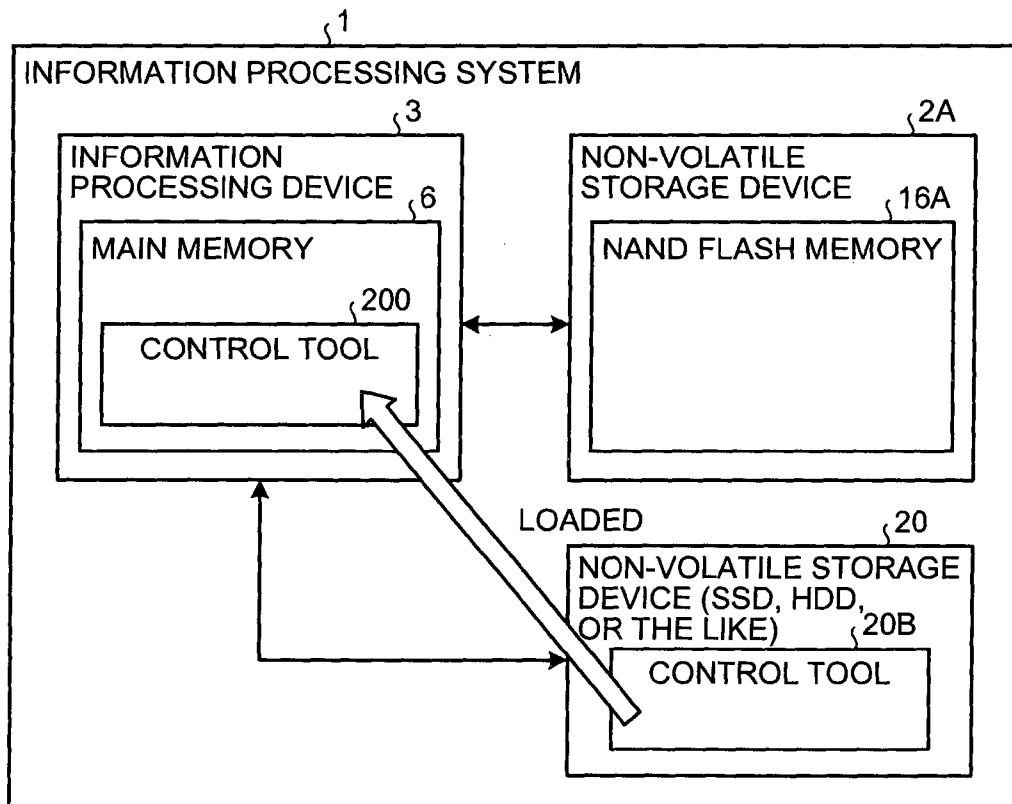 1
INFORMATION PROCESSING SYSTEM
3
INFORMATION
PROCESSING DEVICE
6
MAIN MEMORY
200
CONTROL TOOL
2A
NON-VOLATILE
STORAGE DEVICE
16A
NAND FLASH MEMORY
LOADED
20
NON-VOLATILE STORAGE
DEVICE (SSD, HDD,
OR THE LIKE)
20B
CONTROL TOOL